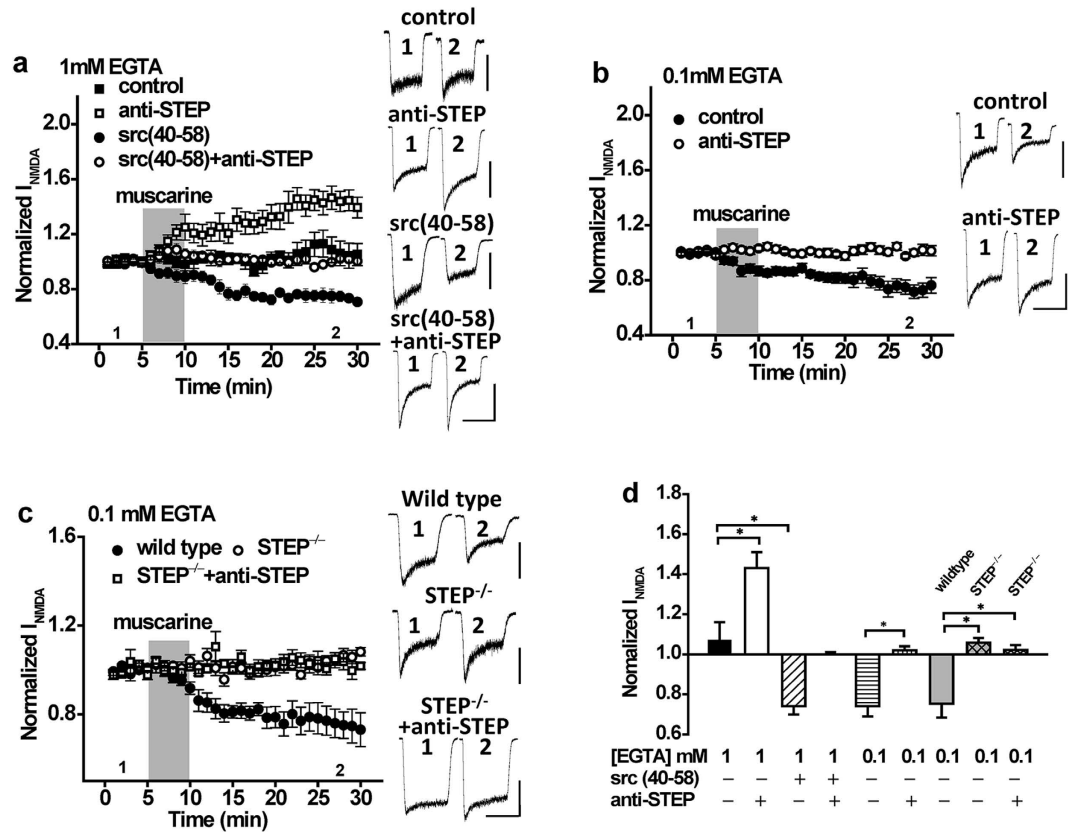 a
1mM EGTA
control
anti-STEP
src(40-58)
src(40-58)+anti-STEP
muscarine
Normalized I_NMDA
2.0
1.6
1.2
0.8
0.4
1
2
0 5 10 15 20 25 30
Time (min)
control
1 2
anti-STEP
1 2
src(40-58)
1 2
src(40-58)
+anti-STEP
1 2
b
0.1mM EGTA
control
anti-STEP
muscarine
Normalized I_NMDA
2.0
1.6
1.2
0.8
0.4
1
2
0 5 10 15 20 25 30
Time (min)
control
1 2
anti-STEP
1 2
c
0.1 mM EGTA
wild type
STEP⁻/⁻
STEP⁻/⁻+anti-STEP
muscarine
Normalized I_NMDA
1.6
1.2
0.8
1
2
0 5 10 15 20 25 30
Time (min)
Wild type
1 2
STEP⁻/⁻
1 2
STEP⁻/⁻
+anti-STEP
1 2
d
Normalized I_NMDA
1.8
1.6
1.4
1.2
1.0
0.8
0.6
*
*
*
*
*
wildtype
STEP⁻/⁻
STEP⁻/⁻
[EGTA] mM 1 1 1 1 0.1 0.1 0.1 0.1 0.1
src (40-58) – – + + – – – – –
anti-STEP – + – + – + – – +